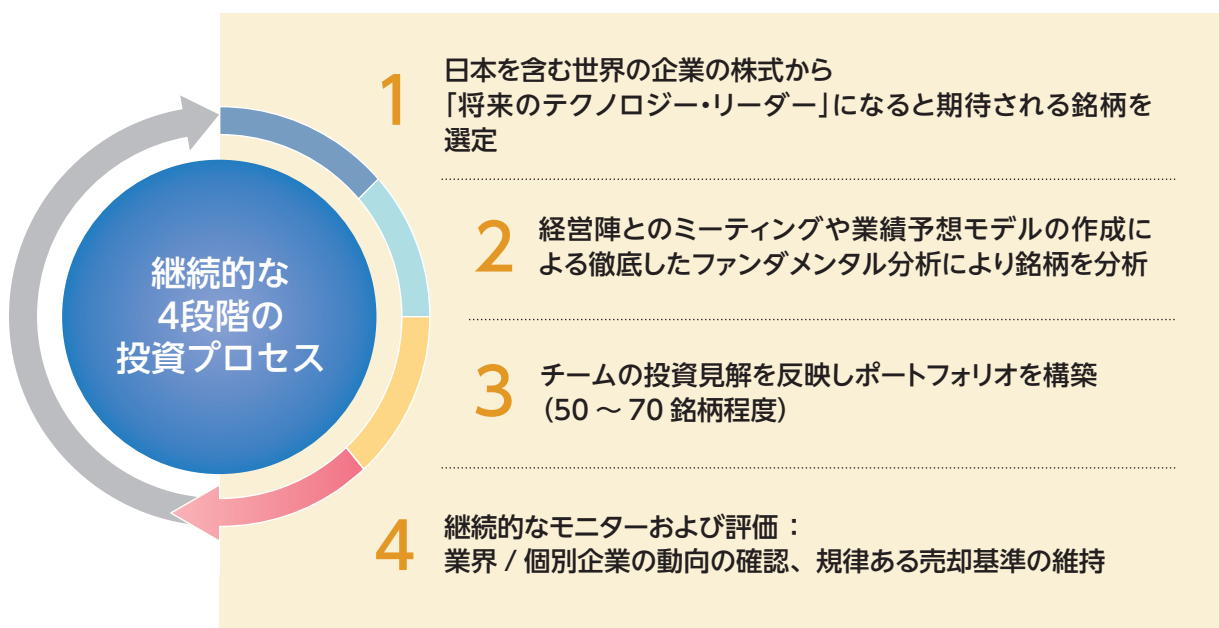 継続的な
4段階の
投資プロセス
1
日本を含む世界の企業の株式から
「将来のテクノロジー・リーダー」になると期待される銘柄を
選定
2
経営陣とのミーティングや業績予想モデルの作成に
よる徹底したファンダメンタル分析により銘柄を分析
3
チームの投資見解を反映しポートフォリオを構築
（50 ～ 70 銘柄程度）
4
継続的なモニターおよび評価：
業界 / 個別企業の動向の確認、規律ある売却基準の維持